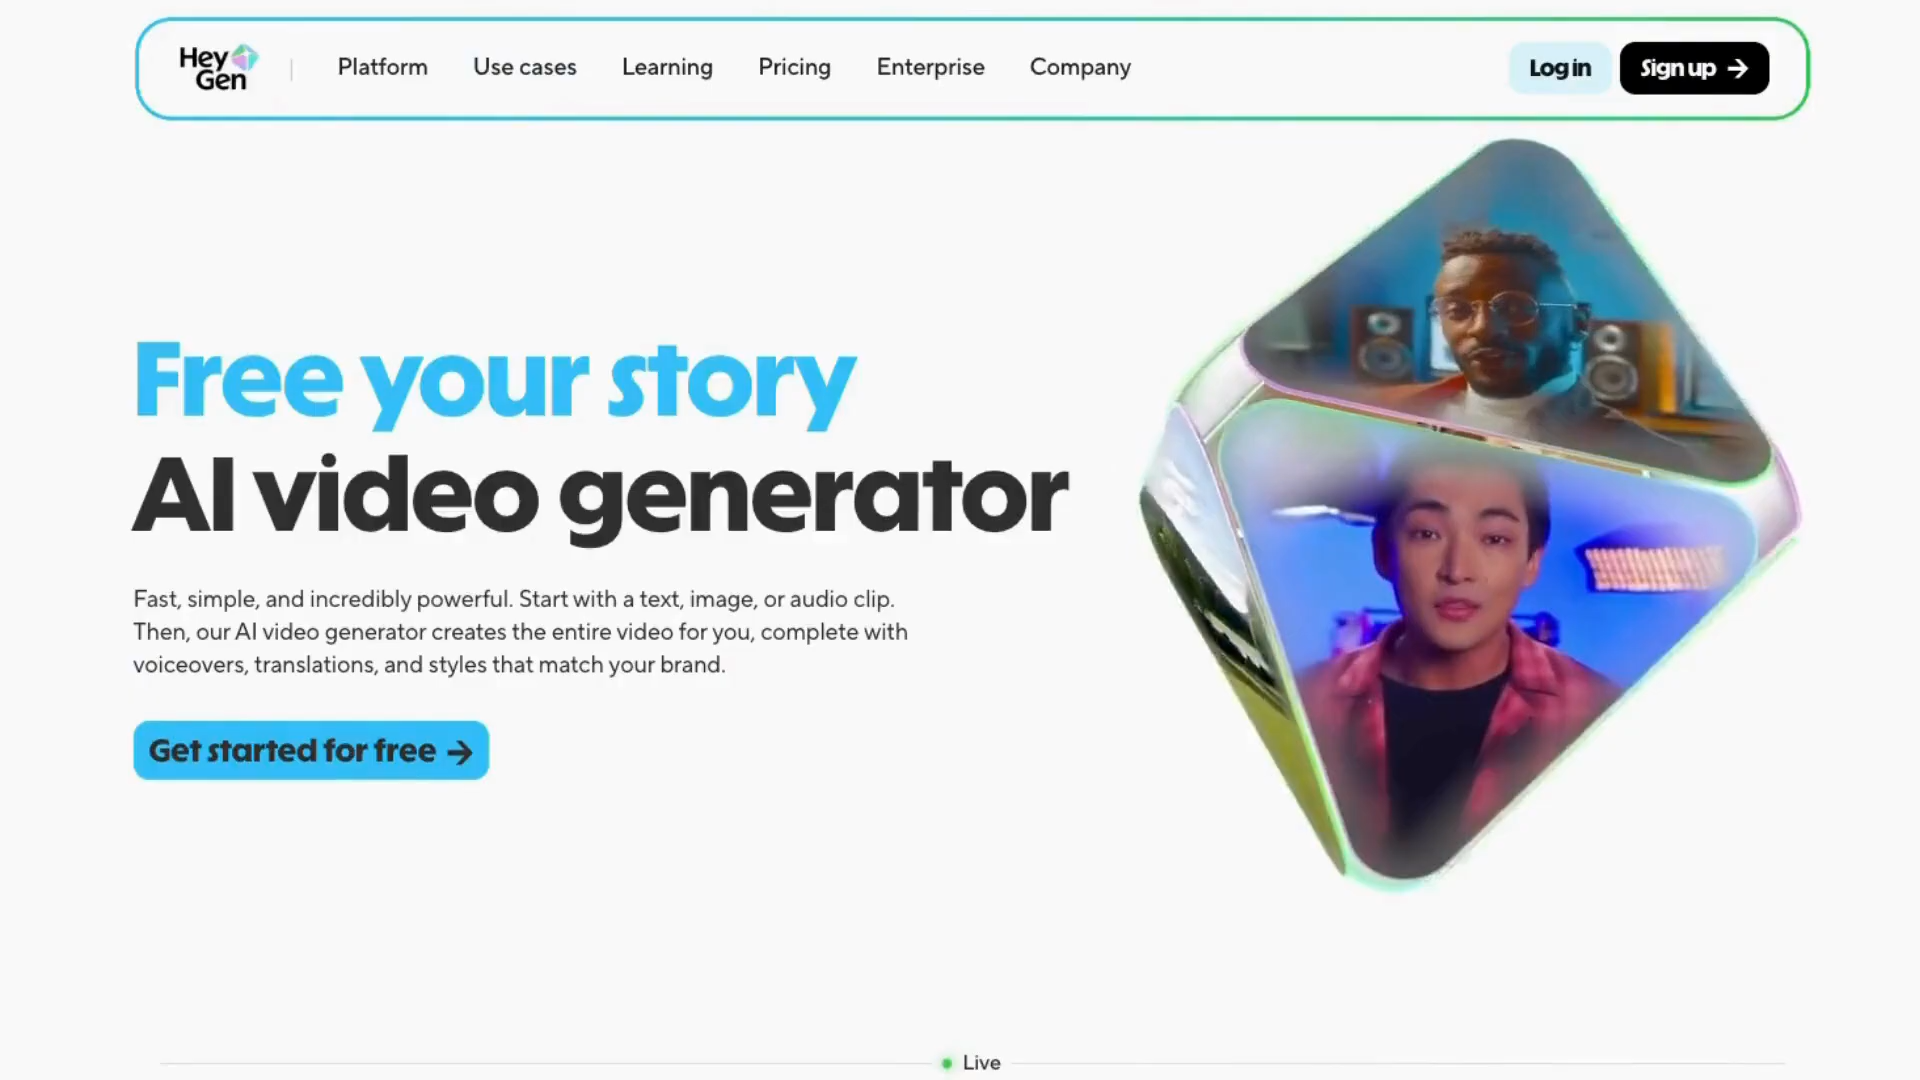 Hey
Gen
Platform
Use cases
Learning
Pricing
Enterprise
Company
Log in
Sign up →
Free your story
AI video generator
Fast, simple, and incredibly powerful. Start with a text, image, or audio clip.
Then, our AI video generator creates the entire video for you, complete with
voiceovers, translations, and styles that match your brand.
Get started for free →
Live